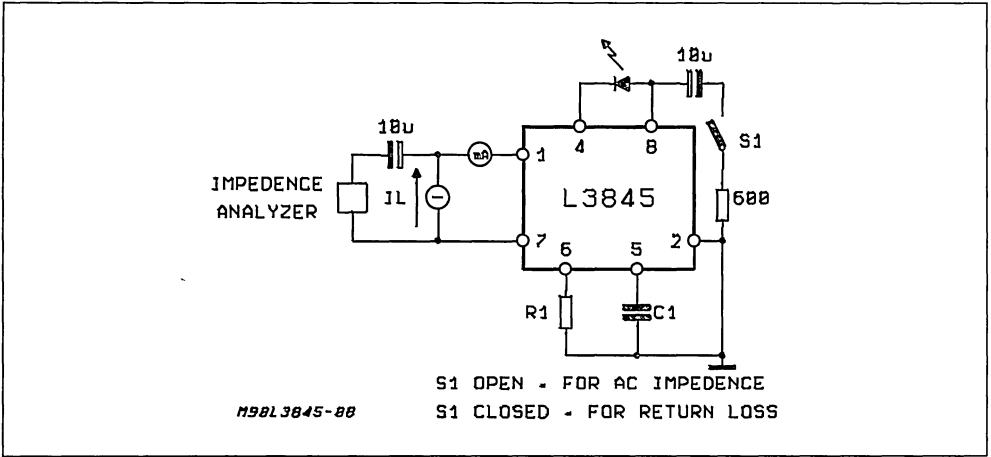 10u
4
8
S1
10u
mA
1
IMPEDENCE
ANALYZER
IL
L3845
600
7
2
6
5
R1
C1
S1 OPEN - FOR AC IMPEDENCE
S1 CLOSED - FOR RETURN LOSS
M90L3845-08